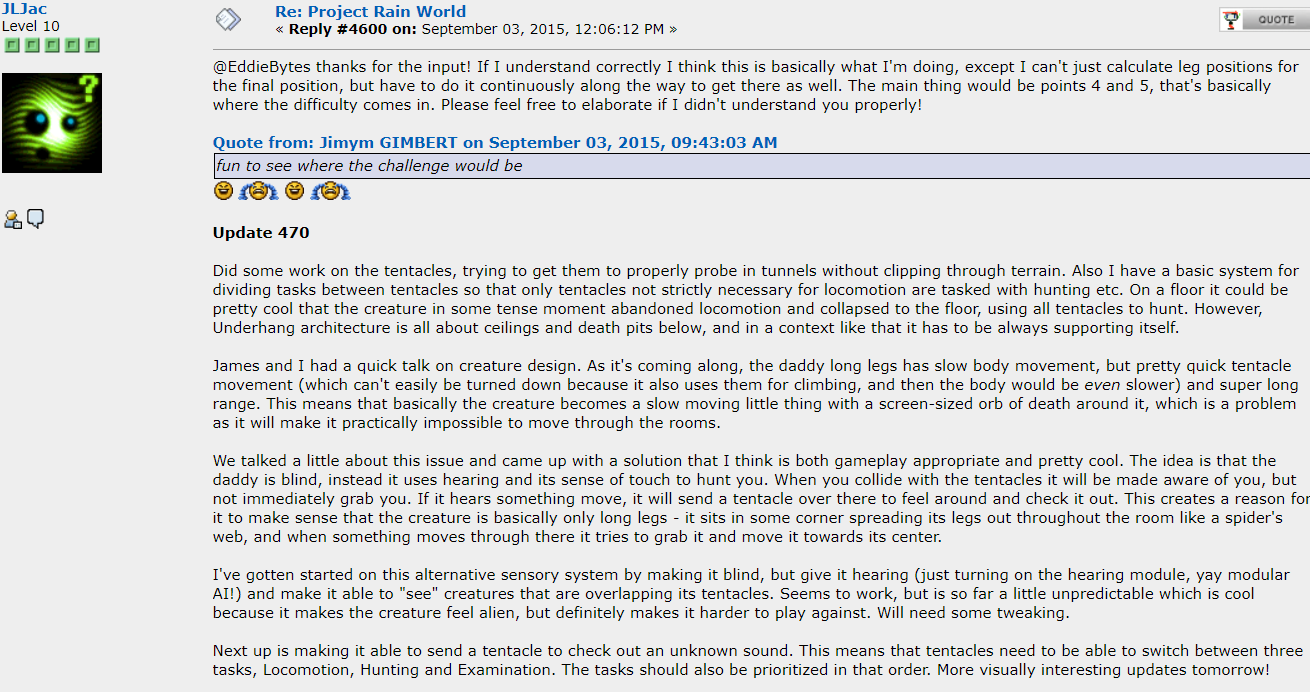 JLJac
Level 10
Re: Project Rain World
« Reply #4600 on: September 03, 2015, 12:06:12 PM »
QUOTE
@EddieBytes thanks for the input! If I understand correctly I think this is basically what I'm doing, except I can't just calculate leg positions for
the final position, but have to do it continuously along the way to get there as well. The main thing would be points 4 and 5, that's basically
where the difficulty comes in. Please feel free to elaborate if I didn't understand you properly!
Quote from: Jimym GIMBERT on September 03, 2015, 09:43:03 AM
fun to see where the challenge would be
Update 470
Did some work on the tentacles, trying to get them to properly probe in tunnels without clipping through terrain. Also I have a basic system for
dividing tasks between tentacles so that only tentacles not strictly necessary for locomotion are tasked with hunting etc. On a floor it could be
pretty cool that the creature in some tense moment abandoned locomotion and collapsed to the floor, using all tentacles to hunt. However,
Underhang architecture is all about ceilings and death pits below, and in a context like that it has to be always supporting itself.
James and I had a quick talk on creature design. As it's coming along, the daddy long legs has slow body movement, but pretty quick tentacle
movement (which can't easily be turned down because it also uses them for climbing, and then the body would be even slower) and super long
range. This means that basically the creature becomes a slow moving little thing with a screen-sized orb of death around it, which is a problem
as it will make it practically impossible to move through the rooms.
We talked a little about this issue and came up with a solution that I think is both gameplay appropriate and pretty cool. The idea is that the
daddy is blind, instead it uses hearing and its sense of touch to hunt you. When you collide with the tentacles it will be made aware of you, but
not immediately grab you. If it hears something move, it will send a tentacle over there to feel around and check it out. This creates a reason for
it to make sense that the creature is basically only long legs - it sits in some corner spreading its legs out throughout the room like a spider's
web, and when something moves through there it tries to grab it and move it towards its center.
I've gotten started on this alternative sensory system by making it blind, but give it hearing (just turning on the hearing module, yay modular
AI!) and make it able to "see" creatures that are overlapping its tentacles. Seems to work, but is so far a little unpredictable which is cool
because it makes the creature feel alien, but definitely makes it harder to play against. Will need some tweaking.
Next up is making it able to send a tentacle to check out an unknown sound. This means that tentacles need to be able to switch between three
tasks, Locomotion, Hunting and Examination. The tasks should also be prioritized in that order. More visually interesting updates tomorrow!